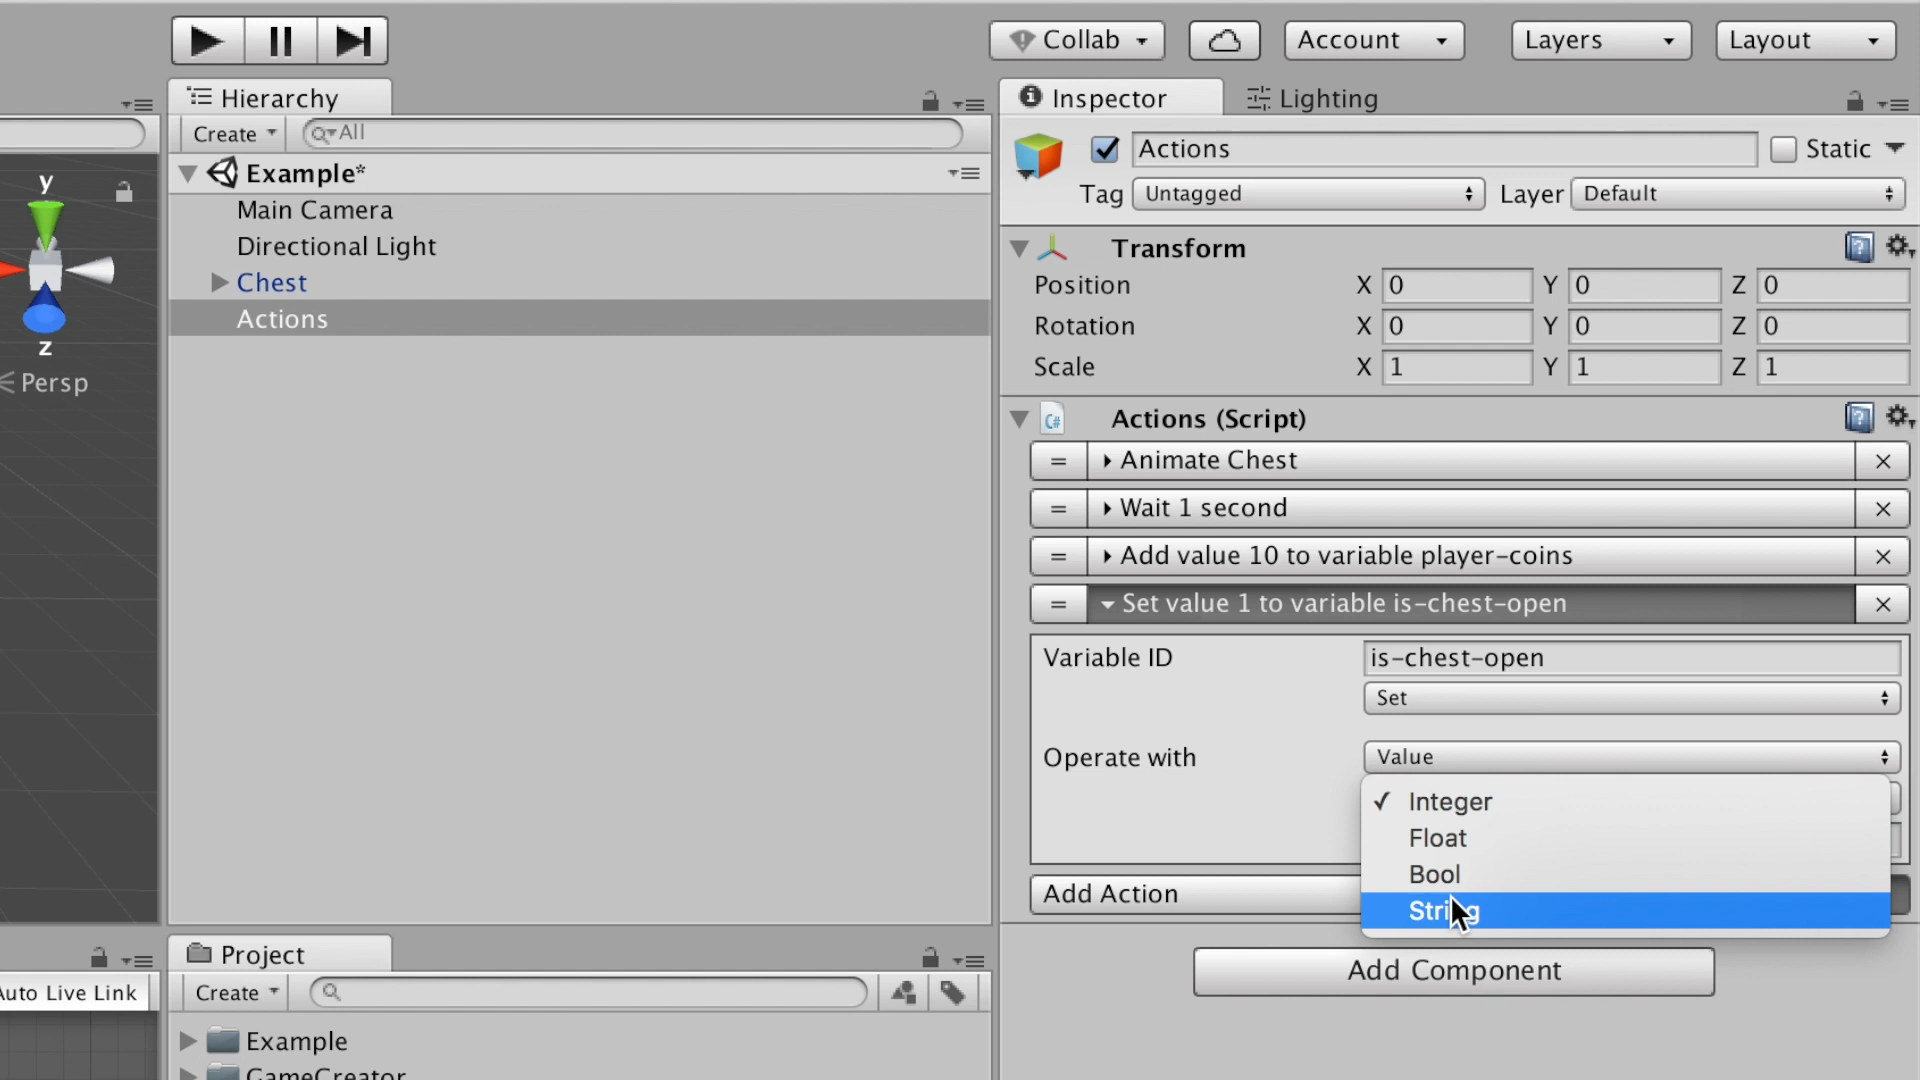 Collab
Account
Layers
Layout
Hierarchy
Inspector
Lighting
Create
All
Actions
Static
Example*
Tag
Untagged
Layer
Default
y
Main Camera
Directional Light
Chest
Actions
z
Persp
Transform
Position X 0 Y 0 Z 0
Rotation X 0 Y 0 Z 0
Scale X 1 Y 1 Z 1
C#
Actions (Script)
= Animate Chest ×
= Wait 1 second ×
= Add value 10 to variable player-coins ×
= Set value 1 to variable is-chest-open ×
Variable ID is-chest-open
Set
Operate with Value
✓ Integer
Float
Bool
String
Add Action
Add Component
Project
Auto Live Link
Create
Example
GameCreator